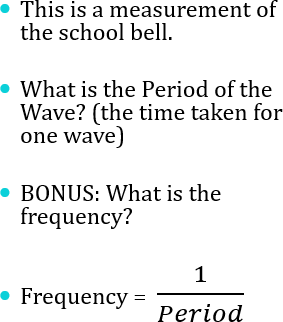 • This is a measurement of
the school bell.
• What is the Period of the
Wave? (the time taken for
one wave)
• BONUS: What is the
frequency?
• Frequency = 1 / Period